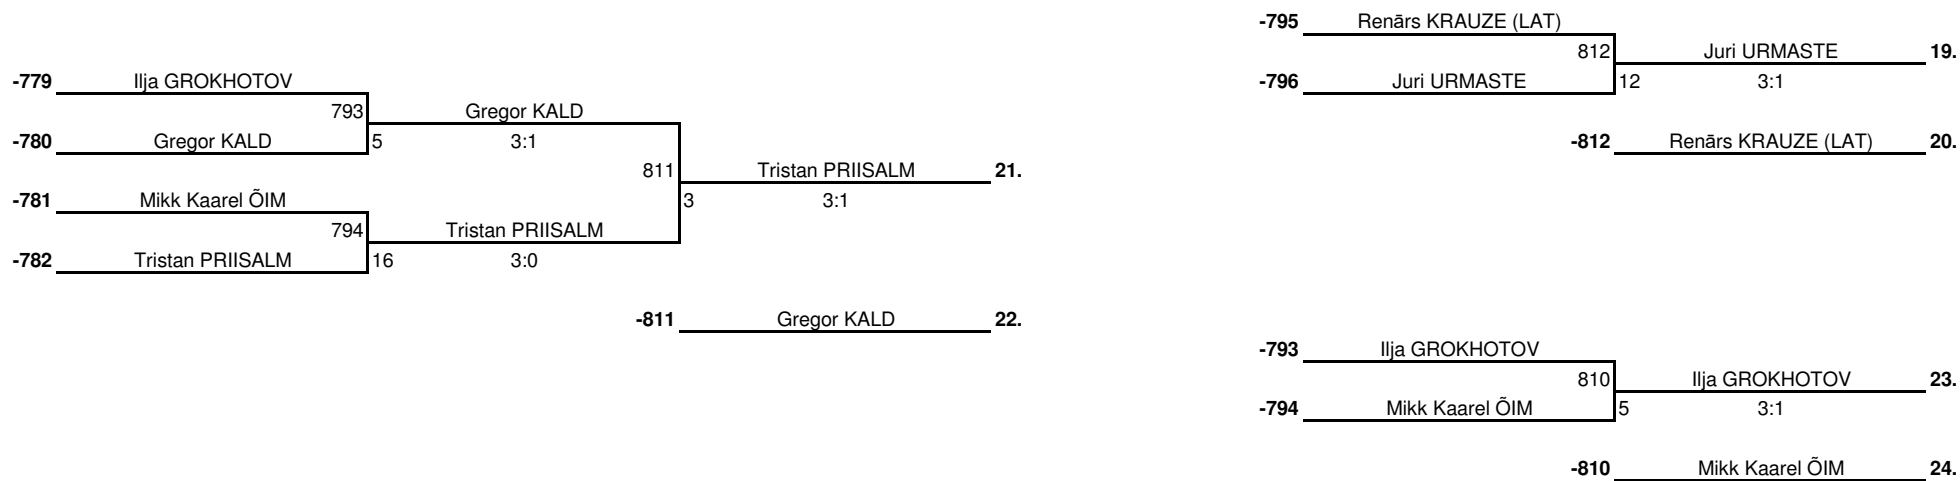 -795 Renārs KRAUZE (LAT)
812 Juri URMASTE 19.
-779 Ilja GROKHOTOV -796 Juri URMASTE 12 3:1
793 Gregor KALD
-780 Gregor KALD 5 3:1 -812 Renārs KRAUZE (LAT) 20.
811 Tristan PRIISALM 21.
-781 Mikk Kaarel ÕIM 3 3:1
794 Tristan PRIISALM
-782 Tristan PRIISALM 16 3:0
-811 Gregor KALD 22.
-793 Ilja GROKHOTOV
810 Ilja GROKHOTOV 23.
-794 Mikk Kaarel ÕIM 5 3:1
-810 Mikk Kaarel ÕIM 24.